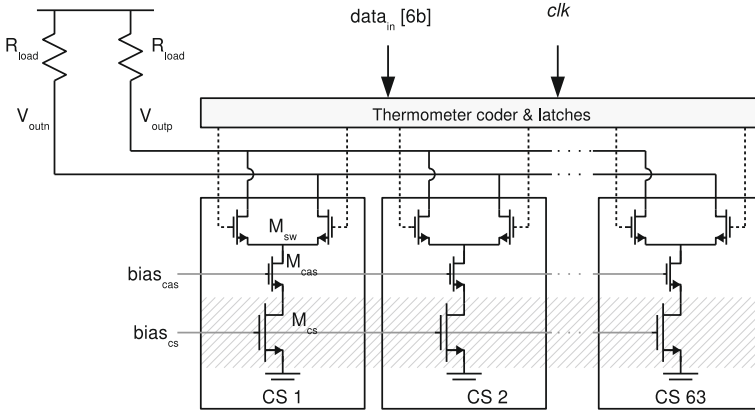 data_in [6b]
clk
R_load
R_load
V_outn
V_outp
Thermometer coder & latches
M_sw
bias_cas
M_cas
bias_cs
M_cs
CS 1
CS 2
CS 63